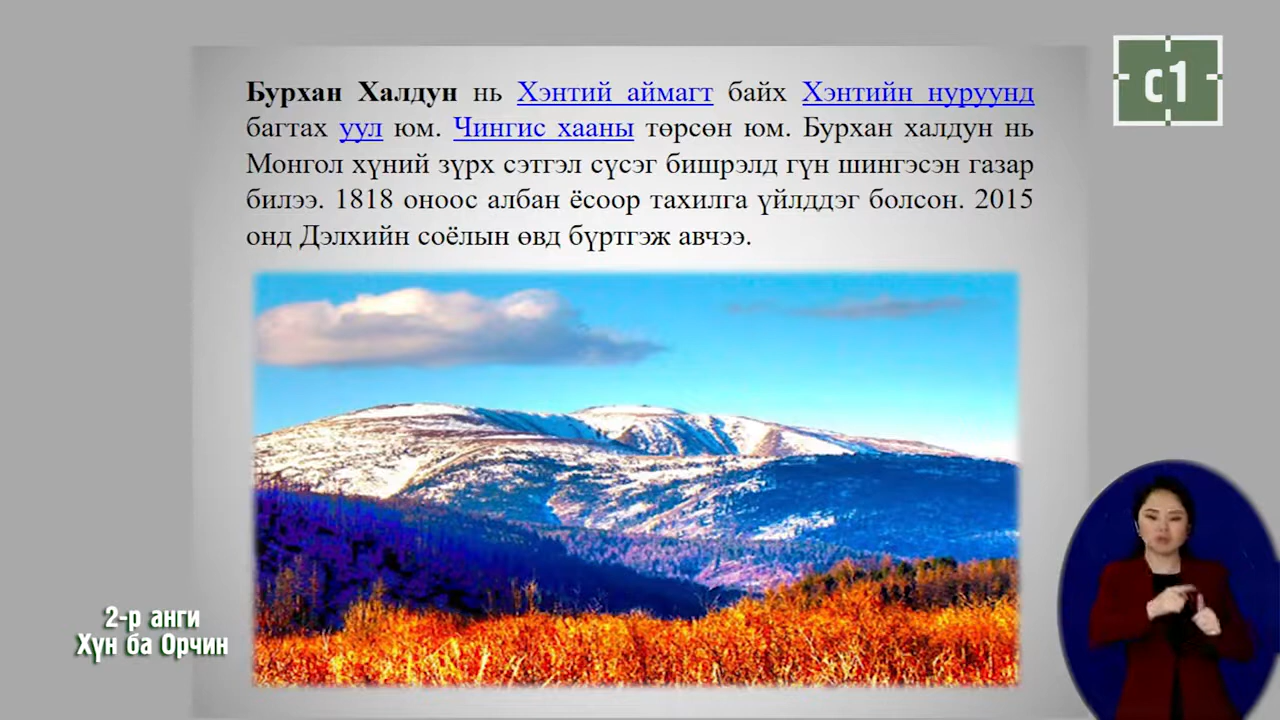 Бурхан Халдун нь Хэнтий аймагт байх Хэнтийн нуруунд
багтах уул юм. Чингис хааны төрсөн юм. Бурхан халдун нь
Монгол хүний зүрх сэтгэл сүсэг бишрэлд гүн шингэсэн газар
билээ. 1818 оноос албан ёсоор тахилга үйлддэг болсон. 2015
онд Дэлхийн соёлын өвд бүртгэж авчээ.
c1
2-р анги
Хүн ба Орчин